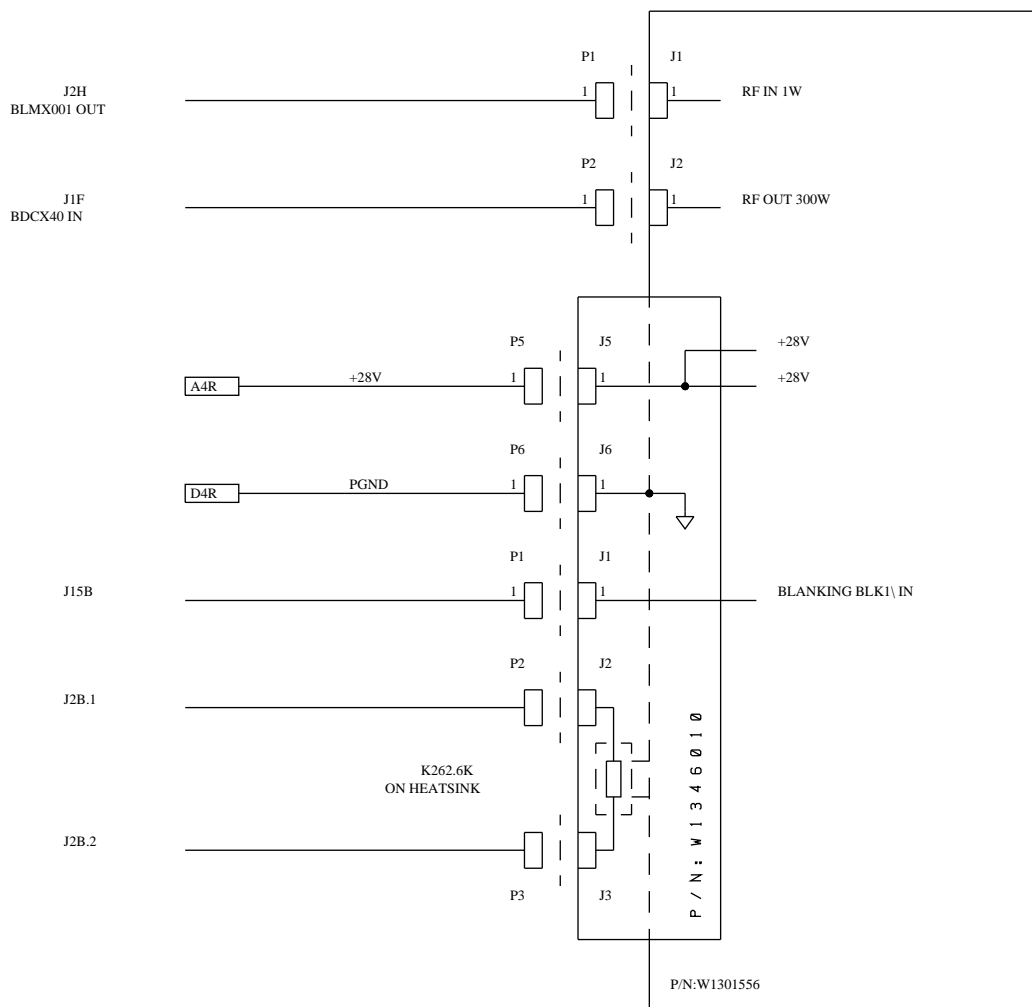 P1 J1
J2H
BLMX001 OUT
1 1 RF IN 1W
P2 J2
J1F
BDCX40 IN
1 1 RF OUT 300W
P5 J5
+28V
A4R +28V 1 1 +28V
P6 J6
D4R PGND 1 1
P1 J1
J15B 1 1 BLANKING BLK1\ IN
P2 J2
J2B.1
K262.6K
ON HEATSINK
P/N: W1346010
J2B.2
P3 J3
P/N:W1301556